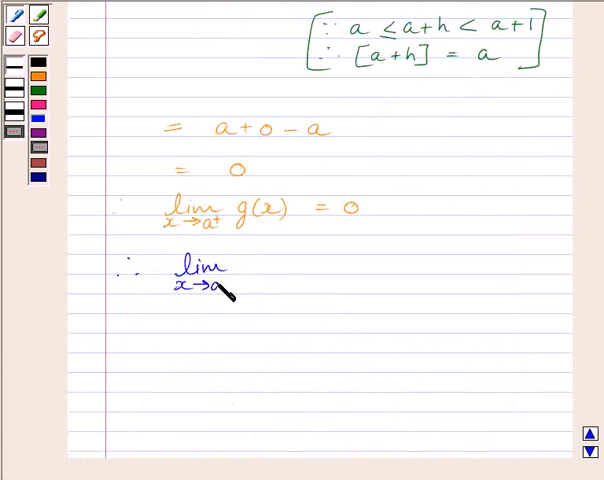 ∵ a ≤ a+h < a+1
∴ [a+h] = a
= a + 0 - a
= 0
∴ lim x→a⁺ g(x) = 0
∴ lim x→a